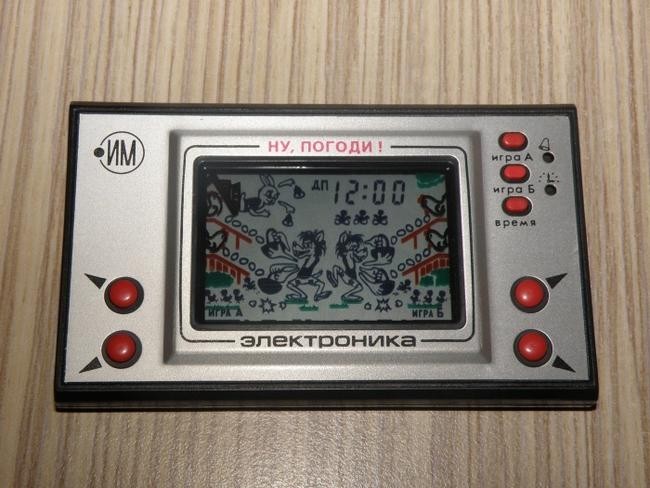 ИМ
НУ, ПОГОДИ !
ДП 12:00
игра А
игра Б
время
ИГРА А
ИГРА Б
электроника